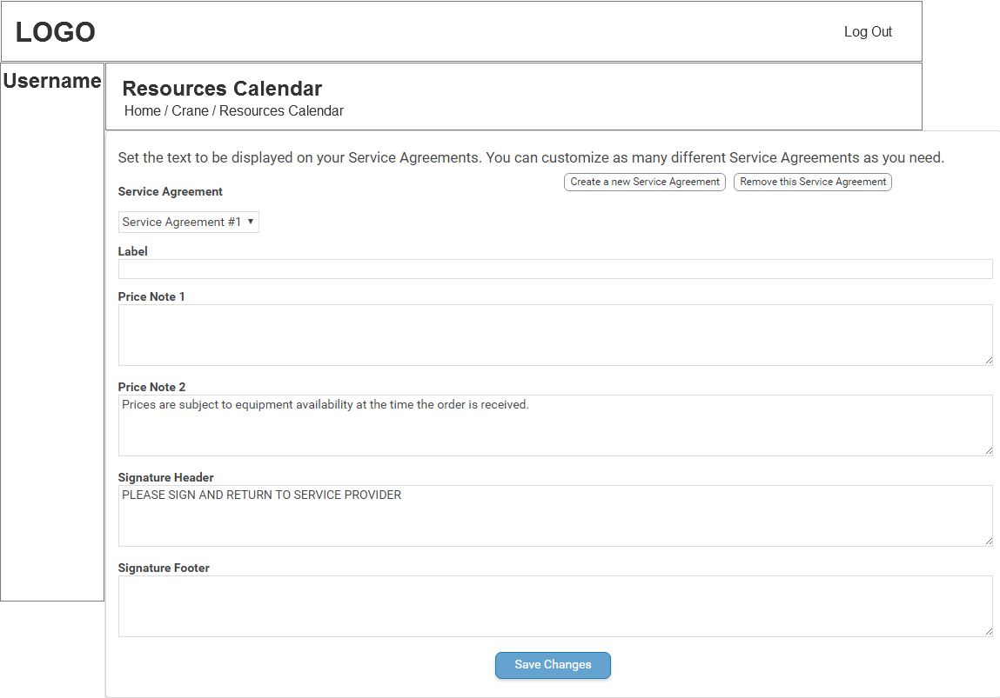 LOGO
Log Out
Username
Resources Calendar
Home / Crane / Resources Calendar
Set the text to be displayed on your Service Agreements. You can customize as many different Service Agreements as you need.
Create a new Service Agreement
Remove this Service Agreement
Service Agreement
Service Agreement #1
Label
Price Note 1
Price Note 2
Prices are subject to equipment availability at the time the order is received.
Signature Header
PLEASE SIGN AND RETURN TO SERVICE PROVIDER
Signature Footer
Save Changes